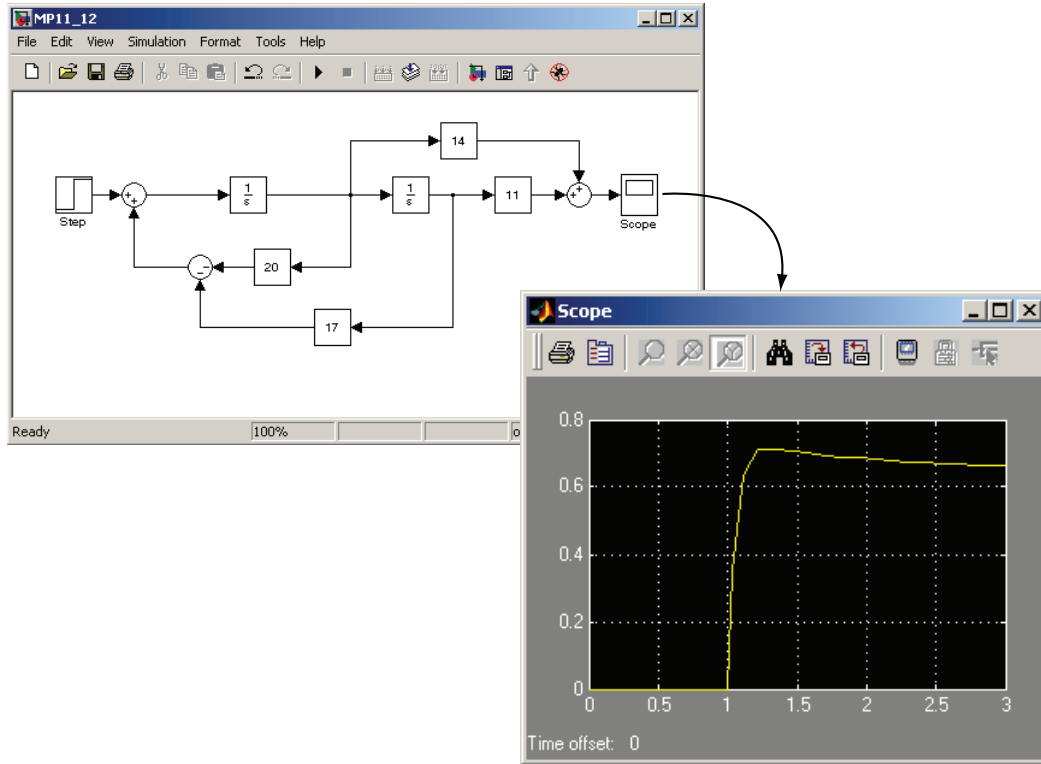 MP11_12
File Edit View Simulation Format Tools Help
14
1
s
1
s
11
Step
Scope
20
17
Ready
100%
Scope
0.8
0.6
0.4
0.2
0
0 0.5 1 1.5 2 2.5 3
Time offset: 0